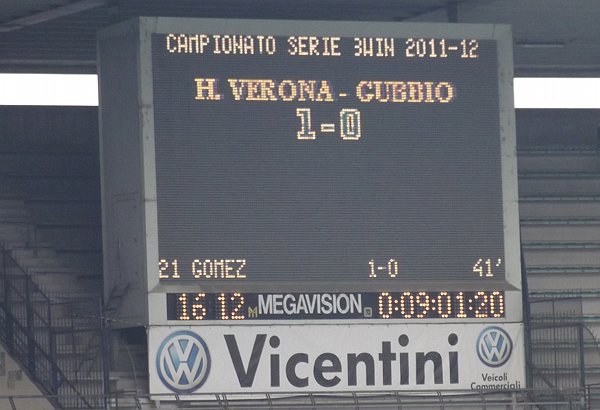 CAMPIONATO SERIE 3WIN 2011-12
H. VERONA - GUBBIO
1-0
21 GOMEZ 1-0 41'
16 12 MEGAVISION 0:09:01:20
Vicentini
Veicoli
Commerciali